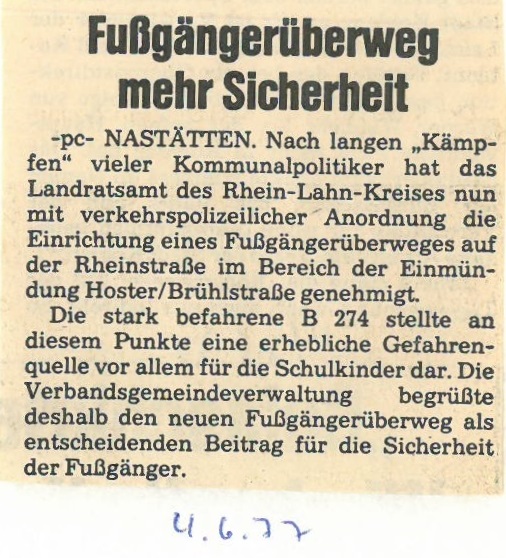 Fußgängerüberweg
mehr Sicherheit
-pc- NASTÄTTEN. Nach langen „Kämp-
fen“ vieler Kommunalpolitiker hat das
Landratsamt des Rhein-Lahn-Kreises nun
mit verkehrspolizeilicher Anordnung die
Einrichtung eines Fußgängerüberweges auf
der Rheinstraße im Bereich der Einmün-
dung Hoster/Brühlstraße genehmigt.
Die stark befahrene B 274 stellte an
diesem Punkte eine erhebliche Gefahren-
quelle vor allem für die Schulkinder dar. Die
Verbandsgemeindeverwaltung begrüßte
deshalb den neuen Fußgängerüberweg als
entscheidenden Beitrag für die Sicherheit
der Fußgänger.
4.6.77